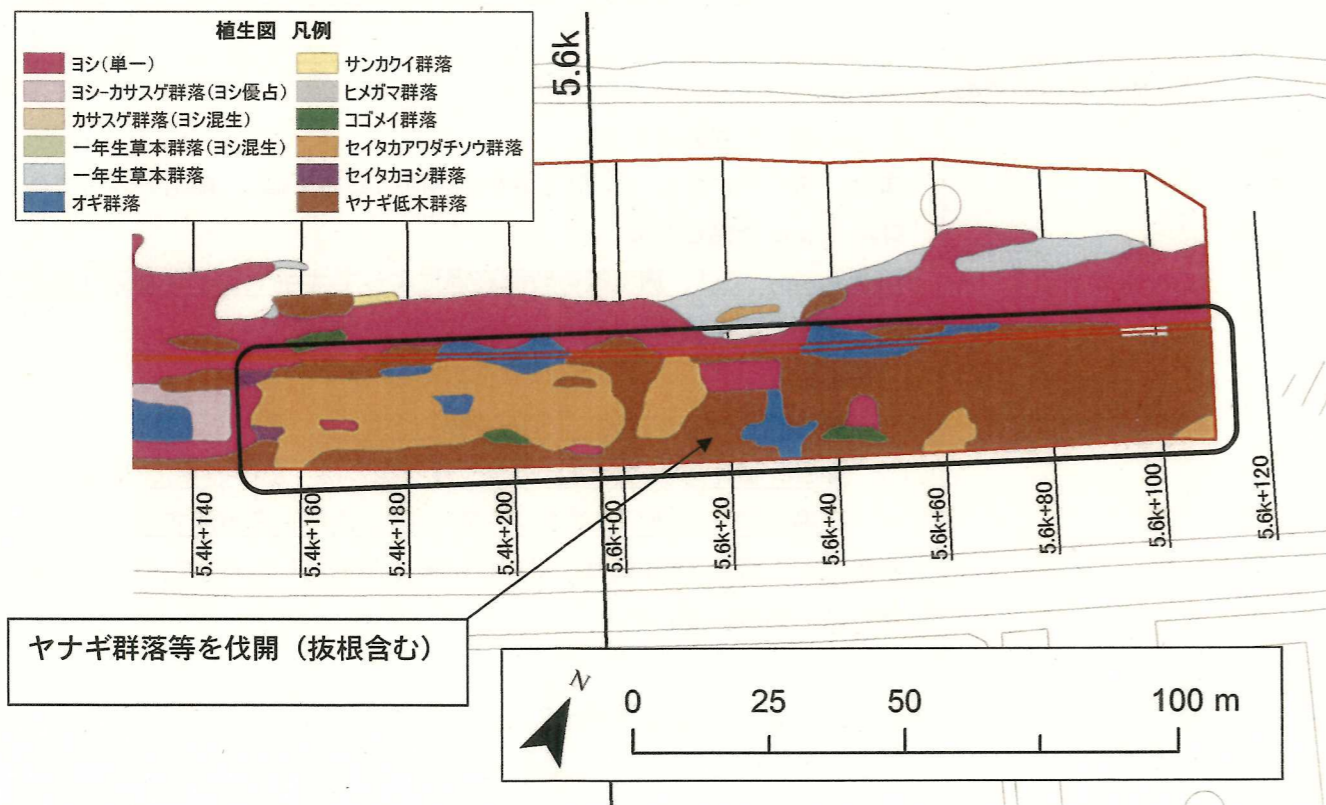 植生図 凡例
ヨシ(単一)
ヨシ-カサスゲ群落(ヨシ優占)
カサスゲ群落(ヨシ混生)
一年生草本群落(ヨシ混生)
一年生草本群落
オギ群落
サンカクイ群落
ヒメガマ群落
コゴメイ群落
セイタカアワダチソウ群落
セイタカヨシ群落
ヤナギ低木群落
5.6k
5.4k+140
5.4k+160
5.4k+180
5.4k+200
5.6k+00
5.6k+20
5.6k+40
5.6k+60
5.6k+80
5.6k+100
5.6k+120
ヤナギ群落等を伐開（抜根含む）
N
0 25 50 100 m